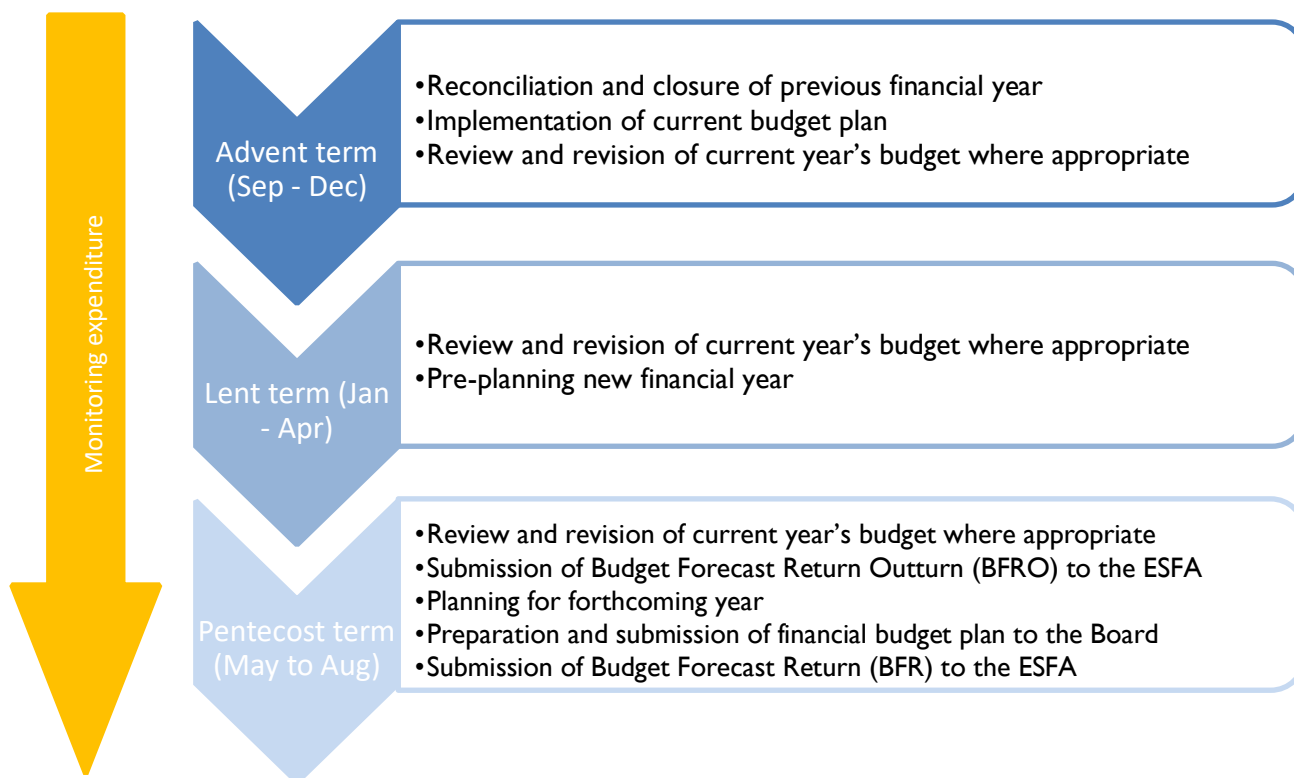 Monitoring expenditure
Advent term
(Sep - Dec)
•Reconciliation and closure of previous financial year
•Implementation of current budget plan
•Review and revision of current year’s budget where appropriate
Lent term (Jan
- Apr)
•Review and revision of current year’s budget where appropriate
•Pre-planning new financial year
Pentecost term
(May to Aug)
•Review and revision of current year’s budget where appropriate
•Submission of Budget Forecast Return Outturn (BFRO) to the ESFA
•Planning for forthcoming year
•Preparation and submission of financial budget plan to the Board
•Submission of Budget Forecast Return (BFR) to the ESFA